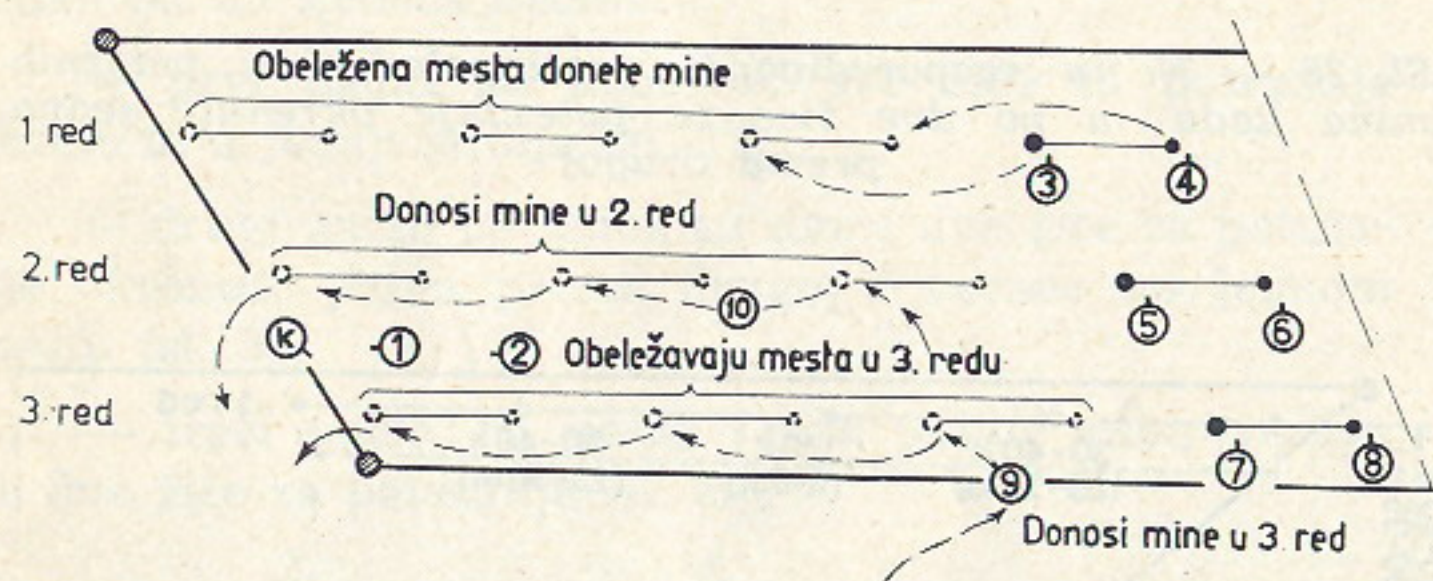 Obeležena mesta donete mine
1 red
3
4
Donosi mine u 2. red
2. red
10
5
6
K
-1
-2
Obeležavaju mesta u 3. redu
3. red
7
8
9
Donosi mine u 3. red